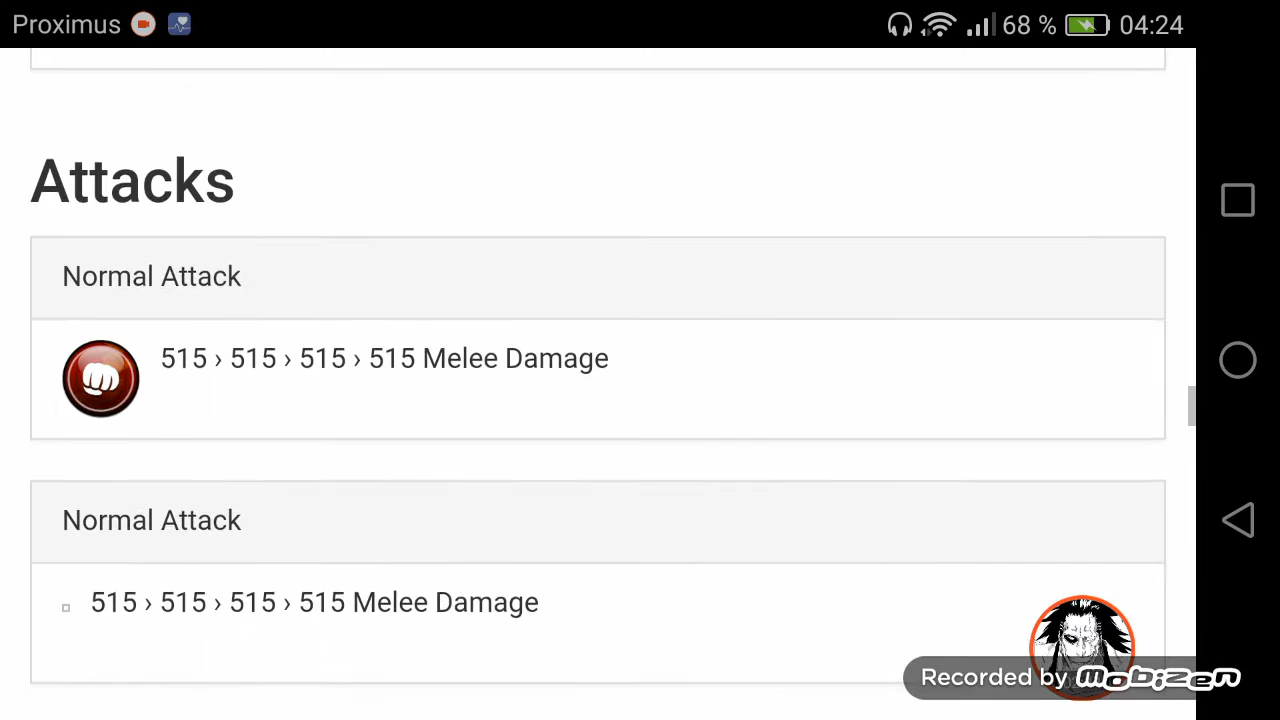 Proximus 68 % 04:24
Attacks
Normal Attack
515 › 515 › 515 › 515 Melee Damage
Normal Attack
515 › 515 › 515 › 515 Melee Damage
Recorded by mobizen